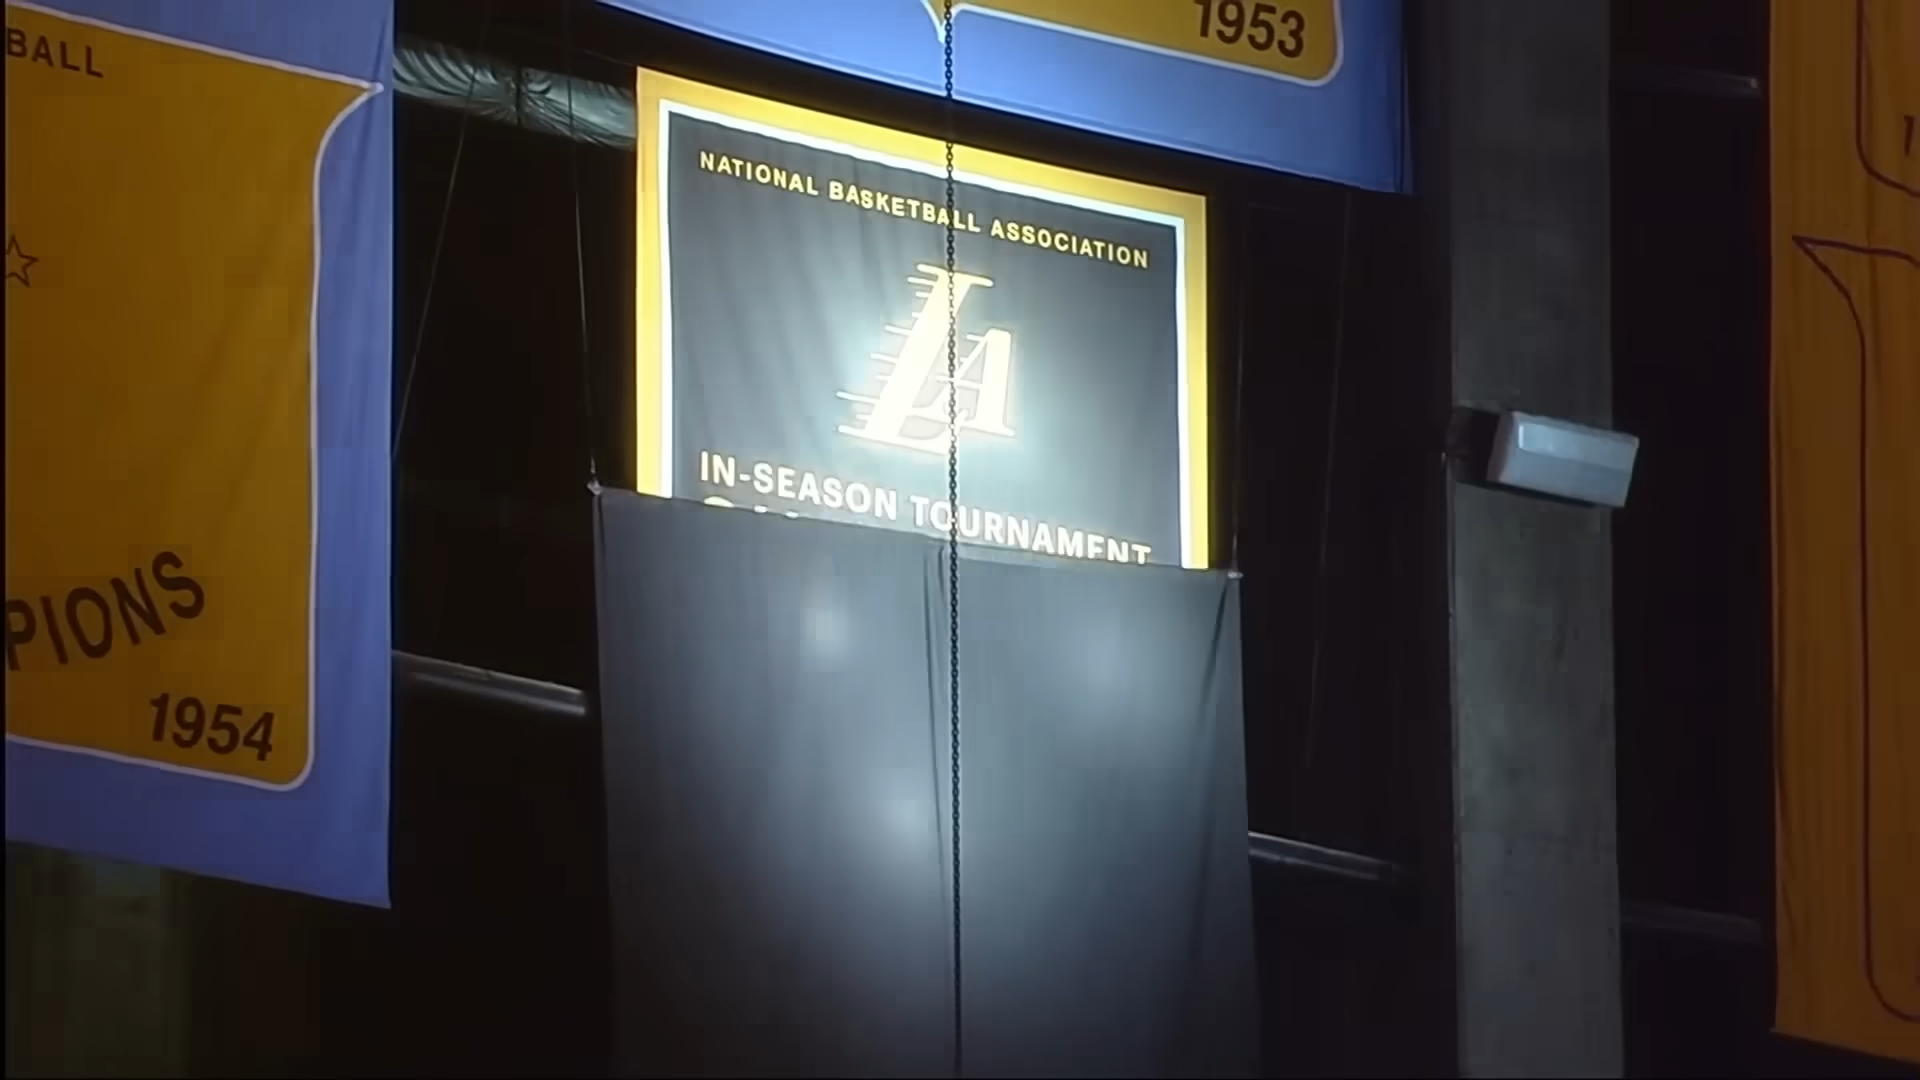 BALL
PIONS
1954
1953
NATIONAL BASKETBALL ASSOCIATION
LA
IN-SEASON TOURNAMENT